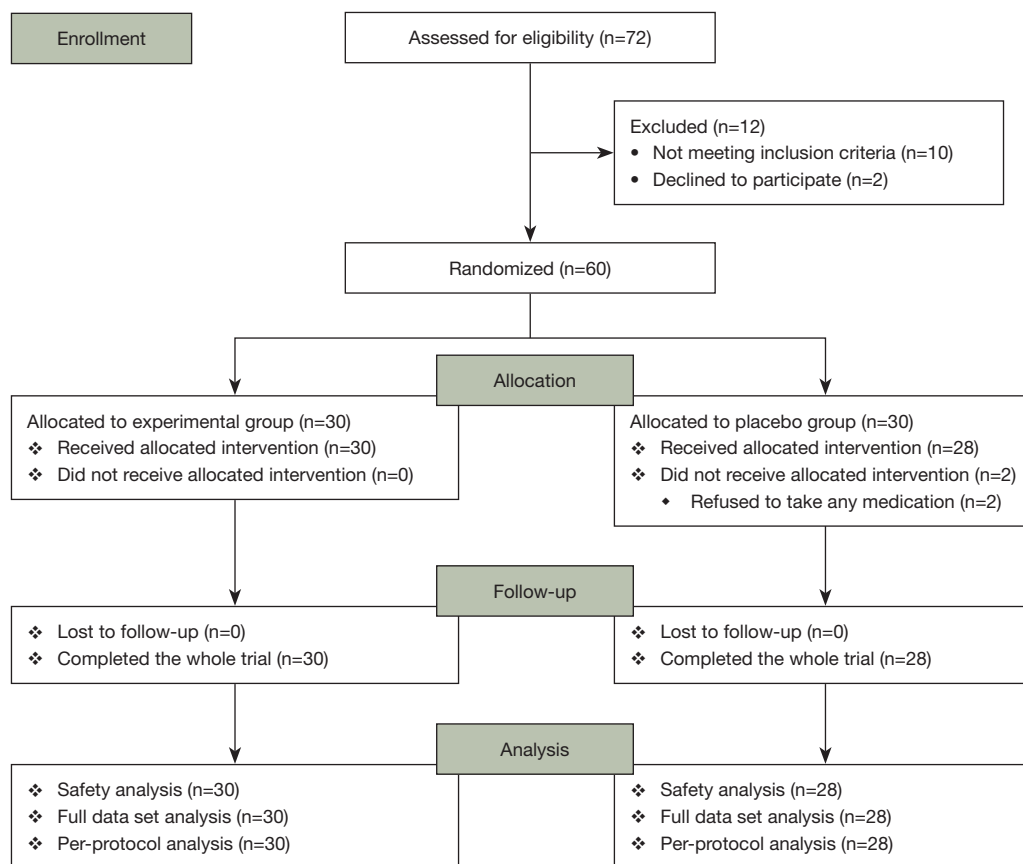 Enrollment
Assessed for eligibility (n=72)
Excluded (n=12)
• Not meeting inclusion criteria (n=10)
• Declined to participate (n=2)
Randomized (n=60)
Allocation
Allocated to experimental group (n=30)
❖ Received allocated intervention (n=30)
❖ Did not receive allocated intervention (n=0)
Allocated to placebo group (n=30)
❖ Received allocated intervention (n=28)
❖ Did not receive allocated intervention (n=2)
◆ Refused to take any medication (n=2)
Follow-up
❖ Lost to follow-up (n=0)
❖ Completed the whole trial (n=30)
❖ Lost to follow-up (n=0)
❖ Completed the whole trial (n=28)
Analysis
❖ Safety analysis (n=30)
❖ Full data set analysis (n=30)
❖ Per-protocol analysis (n=30)
❖ Safety analysis (n=28)
❖ Full data set analysis (n=28)
❖ Per-protocol analysis (n=28)